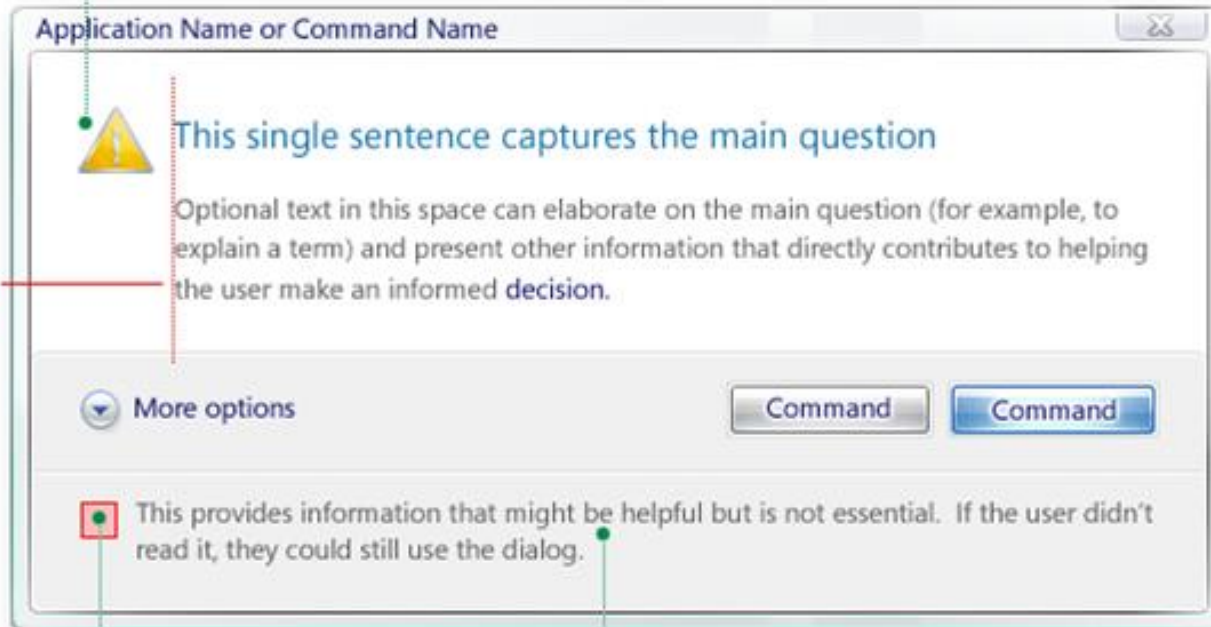 Application Name or Command Name
This single sentence captures the main question
Optional text in this space can elaborate on the main question (for example, to
explain a term) and present other information that directly contributes to helping
the user make an informed decision.
More options
Command
Command
This provides information that might be helpful but is not essential.  If the user didn't
read it, they could still use the dialog.